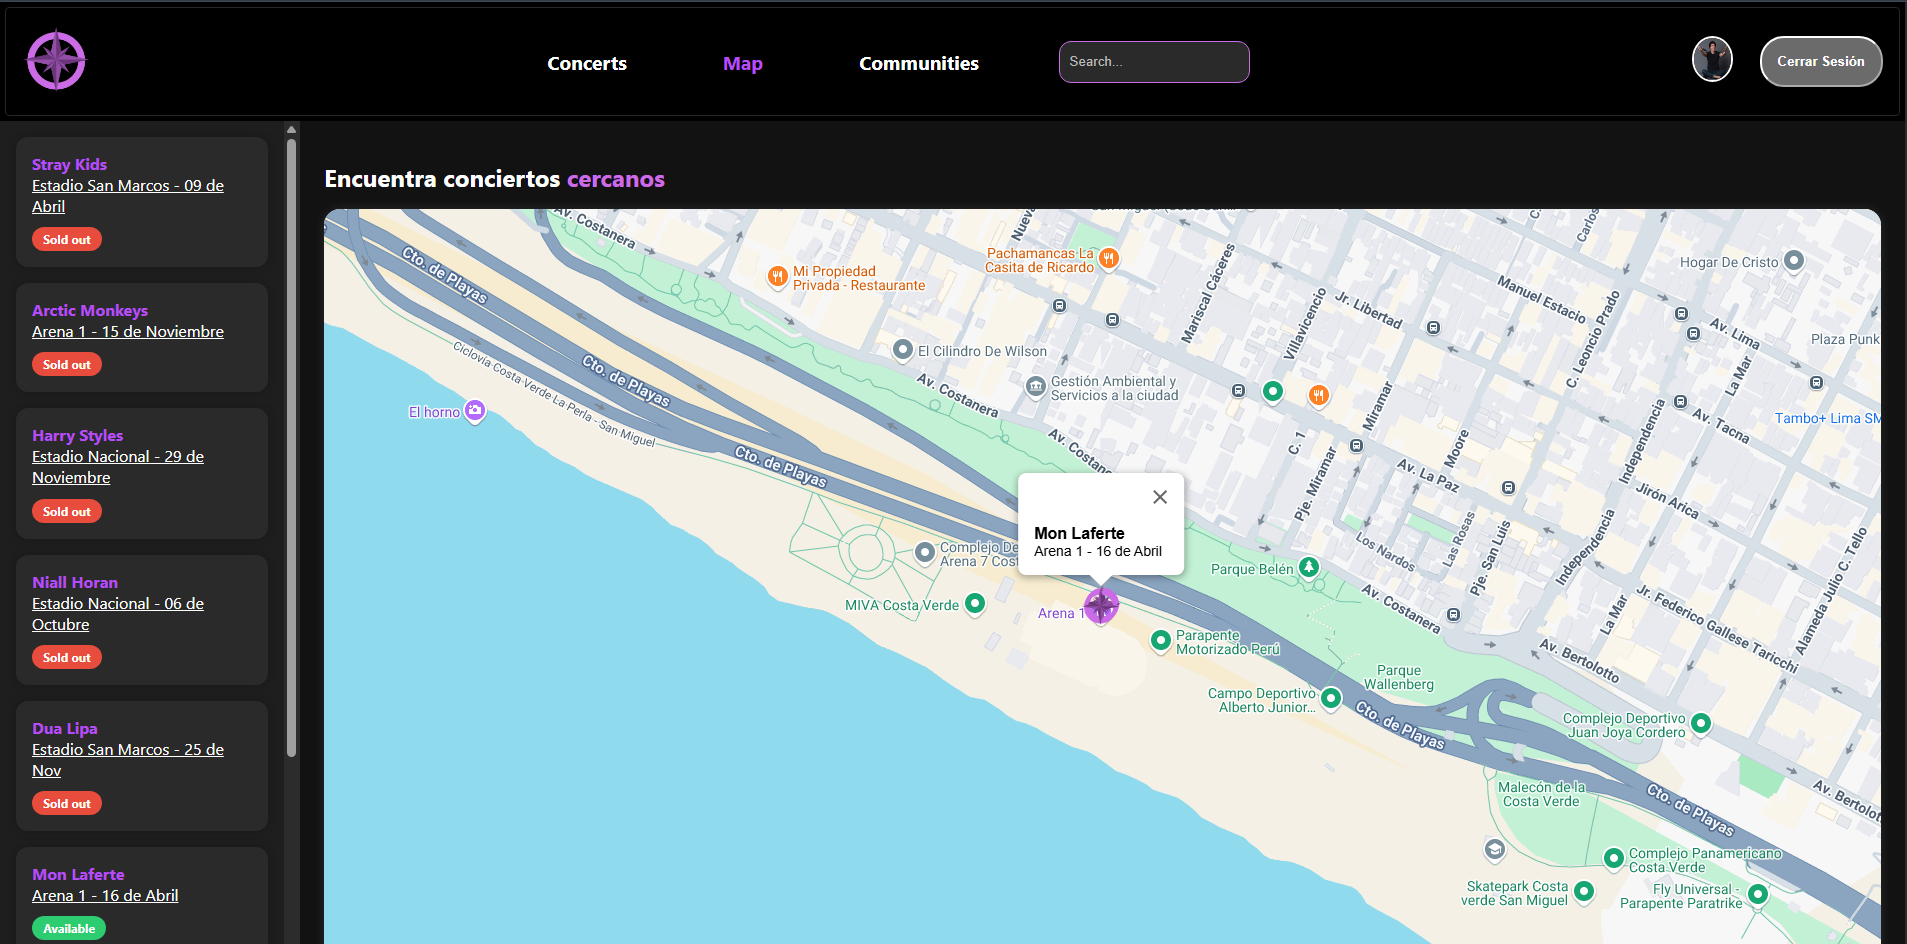 Concerts
Map
Communities
Search...
Cerrar Sesión
Stray Kids
Estadio San Marcos - 09 de
Abril
Sold out
Arctic Monkeys
Arena 1 - 15 de Noviembre
Sold out
Harry Styles
Estadio Nacional - 29 de
Noviembre
Sold out
Niall Horan
Estadio Nacional - 06 de
Octubre
Sold out
Dua Lipa
Estadio San Marcos - 25 de
Nov
Sold out
Mon Laferte
Arena 1 - 16 de Abril
Available
Encuentra conciertos cercanos
Av. Costanera
Cto. de Playas
Mi Propiedad
Privada - Restaurante
Pachamancas La
Casita de Ricardo
Mariscal Cáceres
Villavicencio
Jr. Libertad
Manuel Estacio
C. Leoncio Prado
Hogar De Cristo
Av. Lima
La Mar
Plaza Punk
El Cilindro De Wilson
Gestión Ambiental y
Servicios a la ciudad
Av. Costanera
Cto. de Playas
Ciclovía Costa Verde La Perla - San Miguel
El horno
C. 1
Miramar
Pje. Miramar
Moore
Av. La Paz
Independencia
Av. Tacna
Tambo+ Lima SM
Jirón Arica
Cto. de Playas
Mon Laferte
Arena 1 - 16 de Abril
Los Nardos
Las Rosas
Pje. San Luis
Independencia
Alameda Julio C. Tello
Parque Belén
Av. Costanera
La Mar
Jr. Federico Gallese Taricchi
MIVA Costa Verde
Arena 1
Parapente
Motorizado Perú
Av. Bertolotto
Parque
Wallenberg
Campo Deportivo
Alberto Junior...
Cto. de Playas
Complejo Deportivo
Juan Joya Cordero
Malecón de la
Costa Verde
Cto. de Playas
Complejo Panamericano
Costa Verde
Skatepark Costa
verde San Miguel
Fly Universal -
Parapente Paratrike